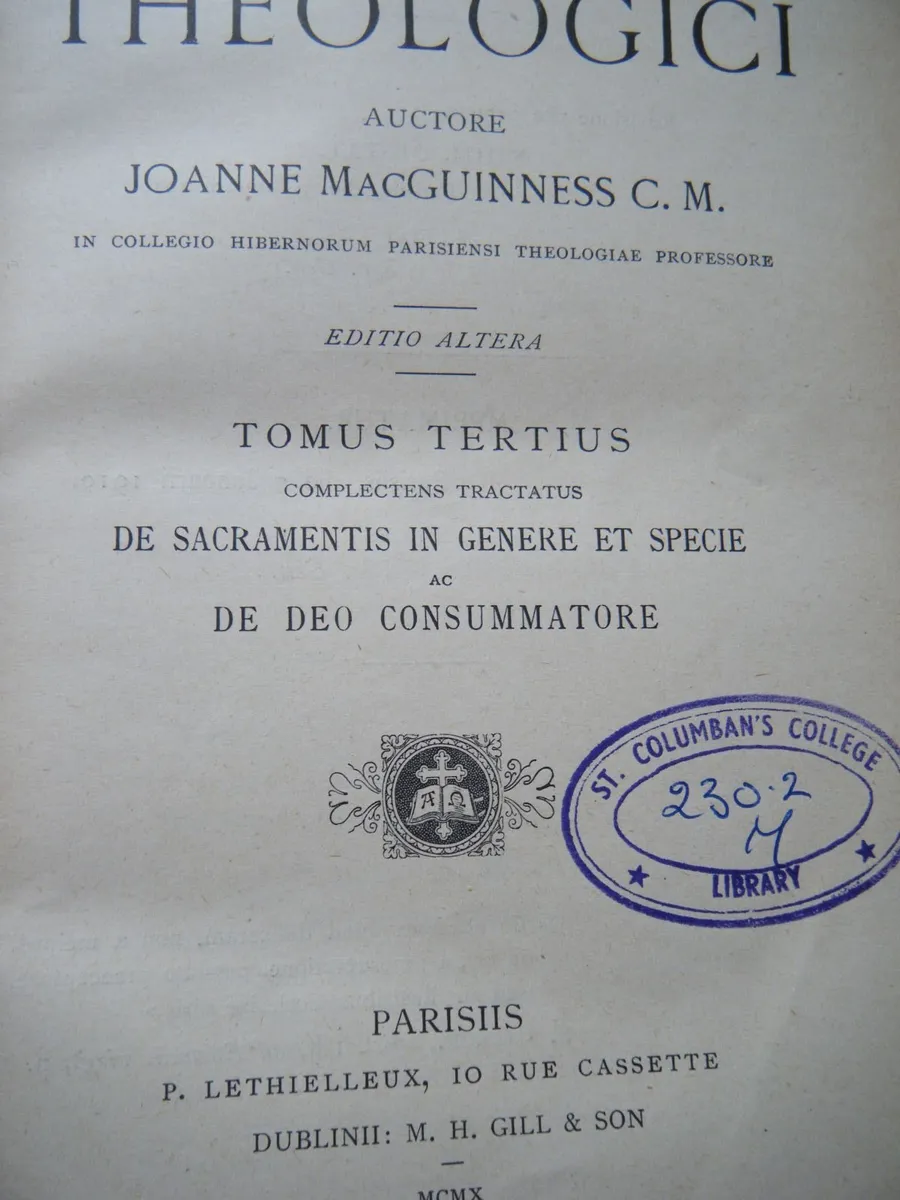 THEOLOGICI
AUCTORE
JOANNE MACGUINNESS C. M.
IN COLLEGIO HIBERNORUM PARISIENSI THEOLOGIAE PROFESSORE
EDITIO ALTERA
TOMUS TERTIUS
COMPLECTENS TRACTATUS
DE SACRAMENTIS IN GENERE ET SPECIE
AC
DE DEO CONSUMMATORE
A Ω
ST. COLUMBAN'S COLLEGE
230.2
M
★ LIBRARY ★
PARISIIS
P. LETHIELLEUX, 10 RUE CASSETTE
DUBLINII: M. H. GILL & SON
MCMX